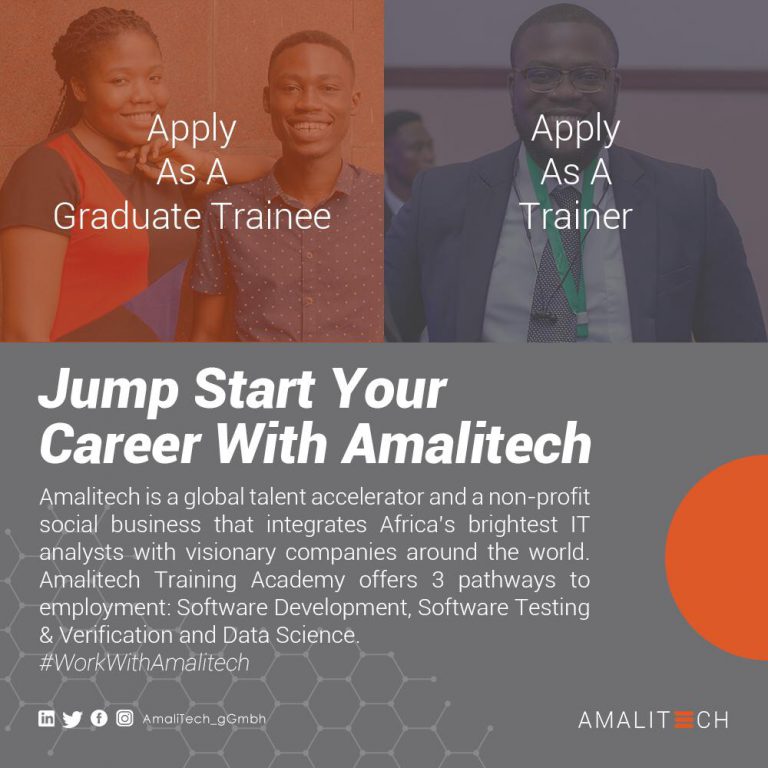 Apply
As A
Graduate Trainee
Apply
As A
Trainer
Jump Start Your
Career With Amalitech
Amalitech is a global talent accelerator and a non-profit
social business that integrates Africa's brightest IT
analysts with visionary companies around the world.
Amalitech Training Academy offers 3 pathways to
employment: Software Development, Software Testing
& Verification and Data Science.
#WorkWithAmalitech
AmaliTech_gGmbh
AMALITECH